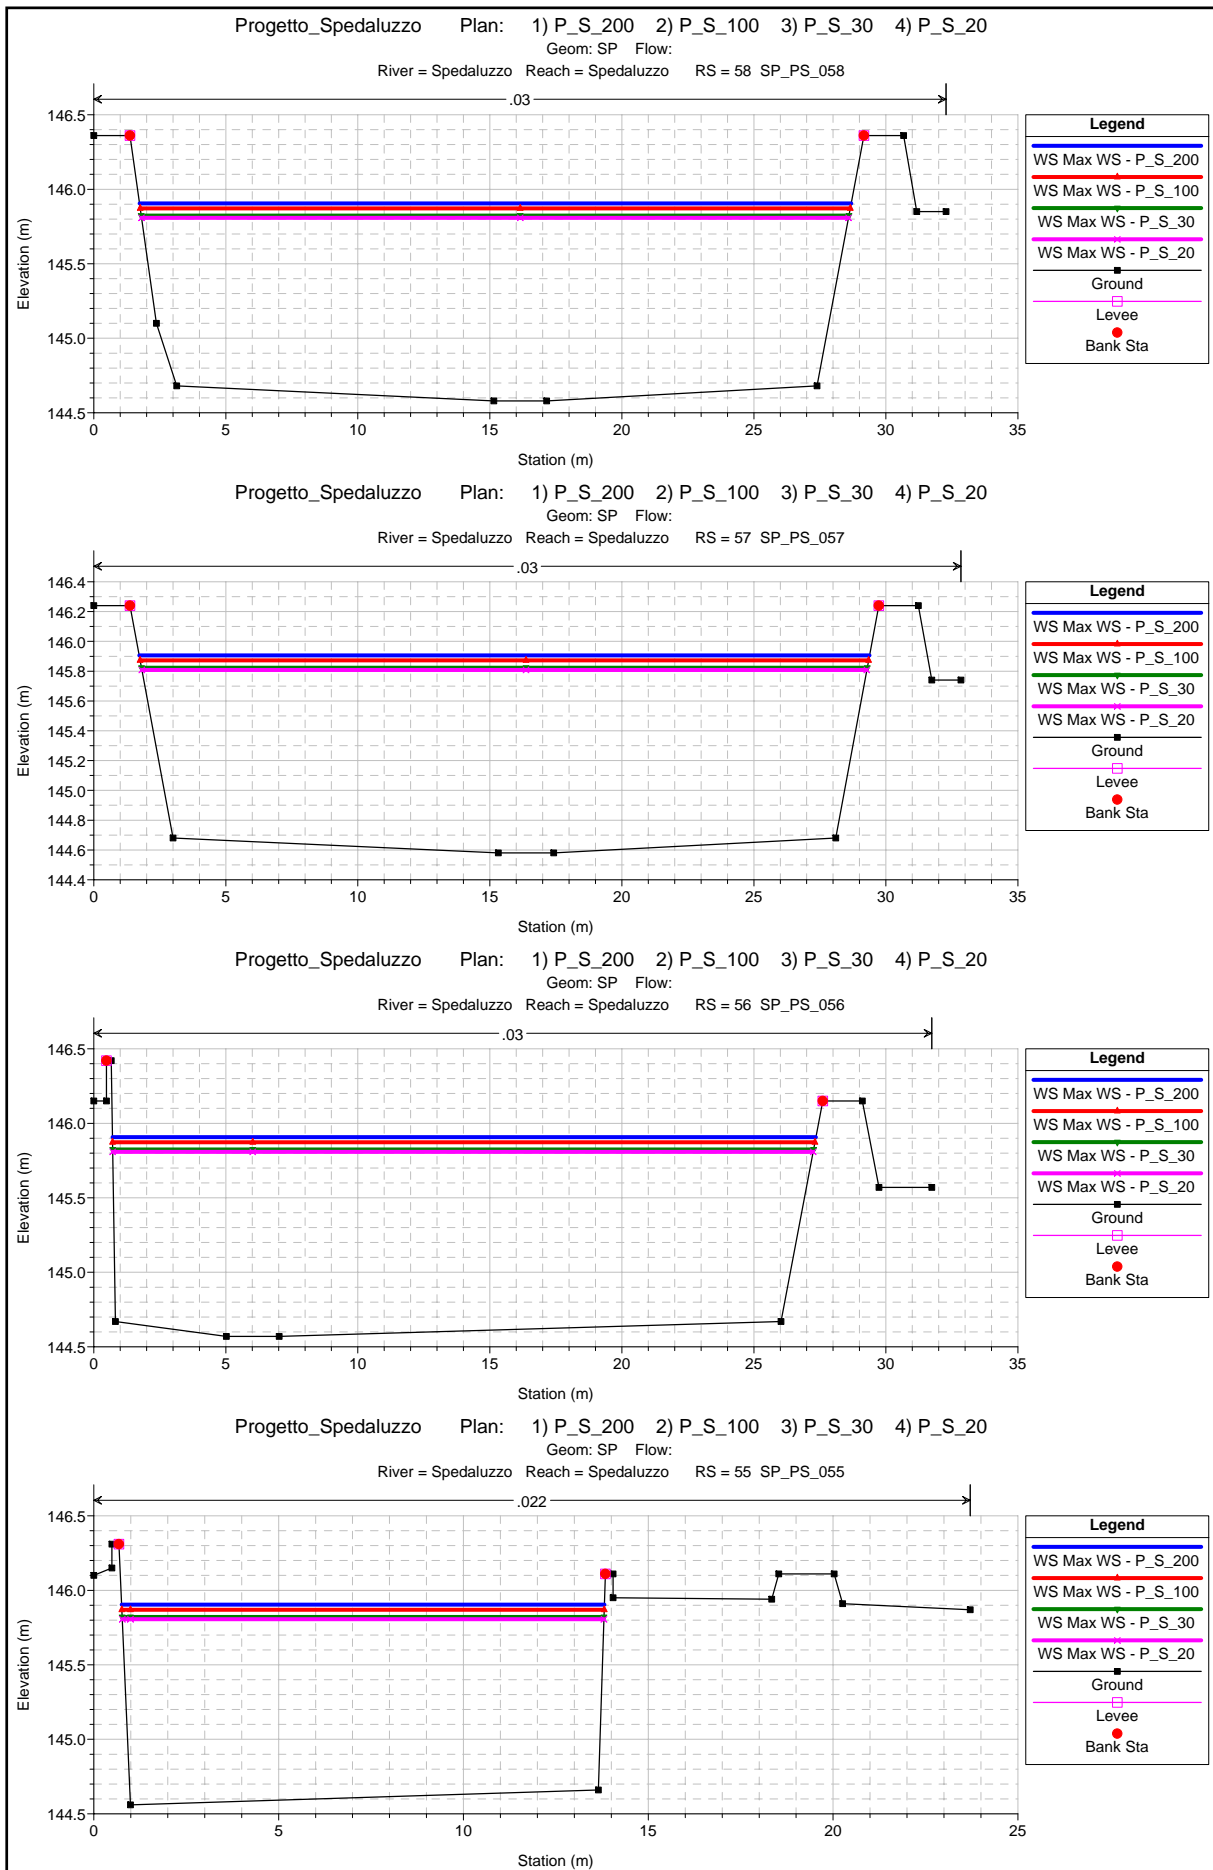 Progetto_Spedaluzzo Plan: 1) P_S_200 2) P_S_100 3) P_S_30 4) P_S_20
Geom: SP Flow:
River = Spedaluzzo Reach = Spedaluzzo RS = 58 SP_PS_058
.03
146.5
146.0
145.5
145.0
144.5
Elevation (m)
0 5 10 15 20 25 30 35
Station (m)
Legend
WS Max WS - P_S_200
WS Max WS - P_S_100
WS Max WS - P_S_30
WS Max WS - P_S_20
Ground
Levee
Bank Sta
Progetto_Spedaluzzo Plan: 1) P_S_200 2) P_S_100 3) P_S_30 4) P_S_20
Geom: SP Flow:
River = Spedaluzzo Reach = Spedaluzzo RS = 57 SP_PS_057
.03
146.4
146.2
146.0
145.8
145.6
145.4
145.2
145.0
144.8
144.6
144.4
Elevation (m)
0 5 10 15 20 25 30 35
Station (m)
Legend
WS Max WS - P_S_200
WS Max WS - P_S_100
WS Max WS - P_S_30
WS Max WS - P_S_20
Ground
Levee
Bank Sta
Progetto_Spedaluzzo Plan: 1) P_S_200 2) P_S_100 3) P_S_30 4) P_S_20
Geom: SP Flow:
River = Spedaluzzo Reach = Spedaluzzo RS = 56 SP_PS_056
.03
146.5
146.0
145.5
145.0
144.5
Elevation (m)
0 5 10 15 20 25 30 35
Station (m)
Legend
WS Max WS - P_S_200
WS Max WS - P_S_100
WS Max WS - P_S_30
WS Max WS - P_S_20
Ground
Levee
Bank Sta
Progetto_Spedaluzzo Plan: 1) P_S_200 2) P_S_100 3) P_S_30 4) P_S_20
Geom: SP Flow:
River = Spedaluzzo Reach = Spedaluzzo RS = 55 SP_PS_055
.022
146.5
146.0
145.5
145.0
144.5
Elevation (m)
0 5 10 15 20 25
Station (m)
Legend
WS Max WS - P_S_200
WS Max WS - P_S_100
WS Max WS - P_S_30
WS Max WS - P_S_20
Ground
Levee
Bank Sta